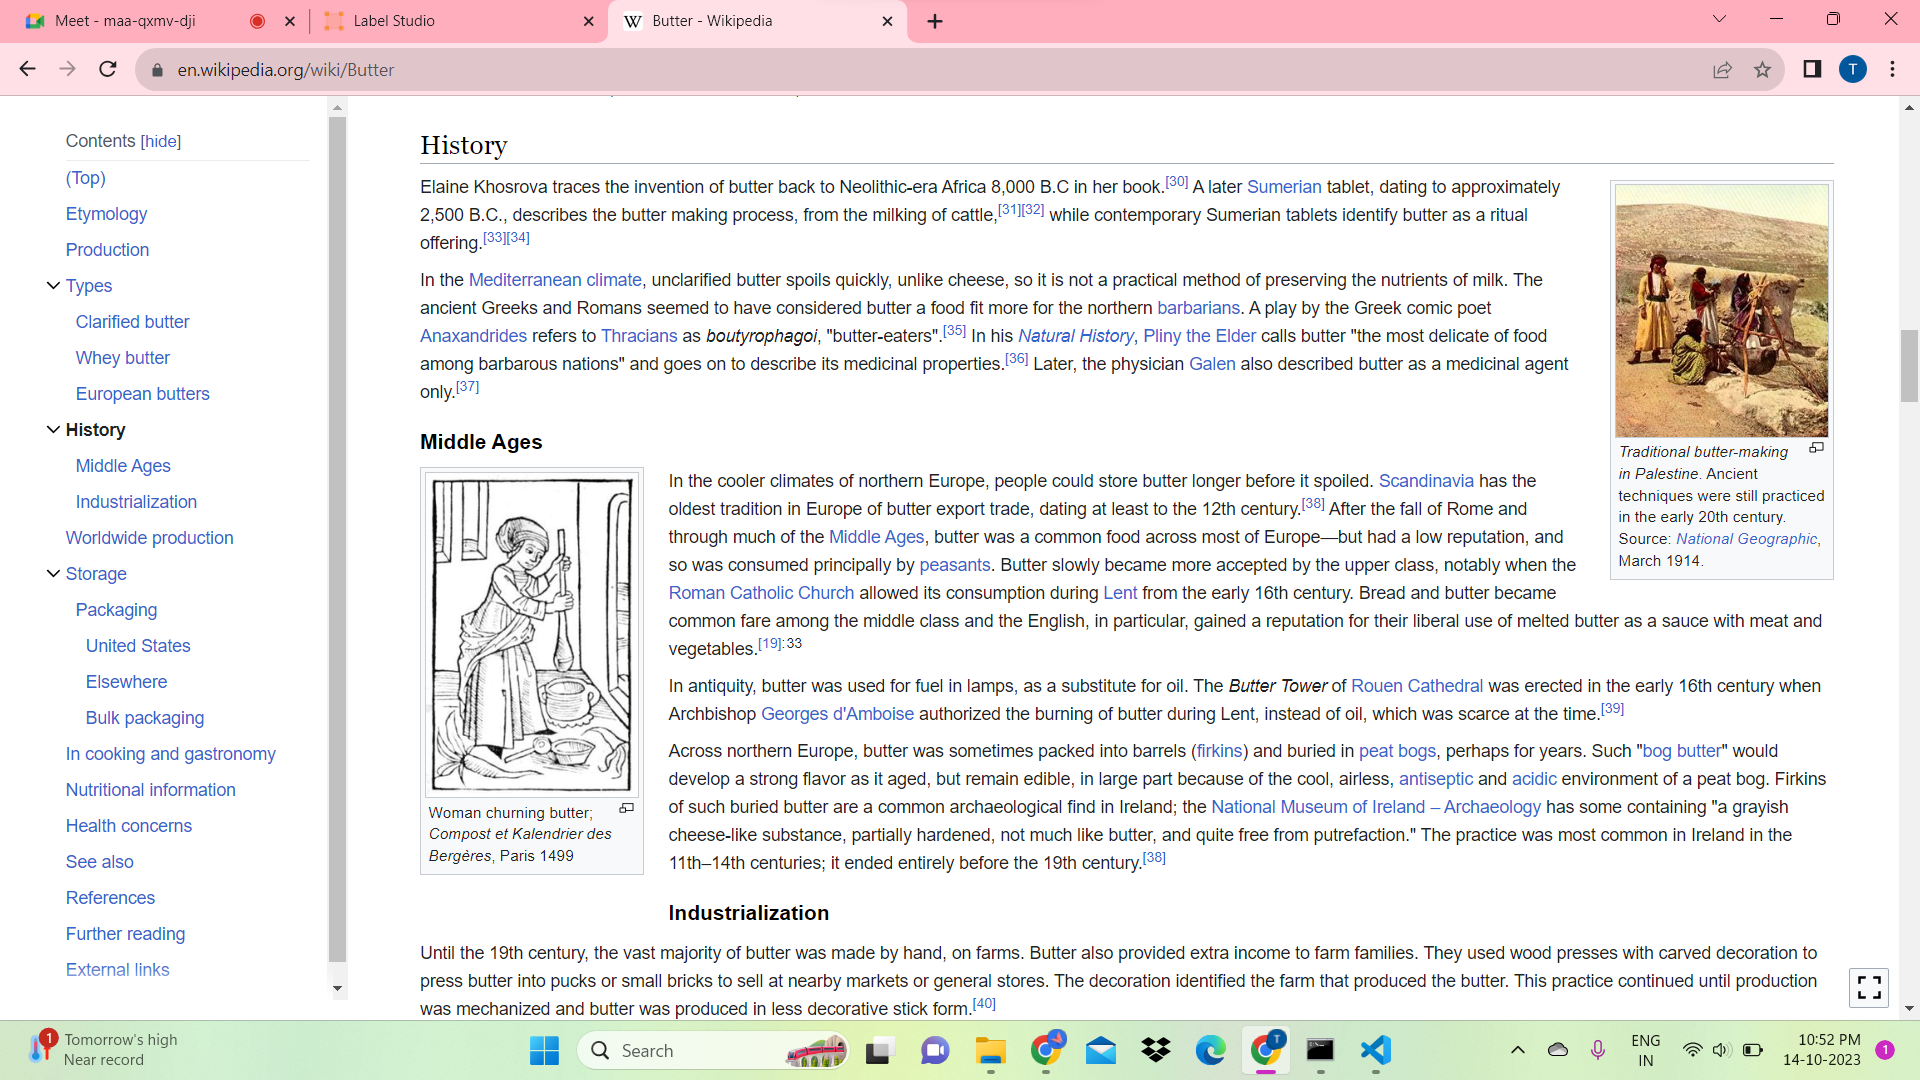 Meet - maa-qxmv-dji
Label Studio
Butter - Wikipedia
en.wikipedia.org/wiki/Butter
T
Contents [hide]
(Top)
Etymology
Production
Types
Clarified butter
Whey butter
European butters
History
Middle Ages
Industrialization
Worldwide production
Storage
Packaging
United States
Elsewhere
Bulk packaging
In cooking and gastronomy
Nutritional information
Health concerns
See also
References
Further reading
External links
History
Elaine Khosrova traces the invention of butter back to Neolithic-era Africa 8,000 B.C in her book.[30] A later Sumerian tablet, dating to approximately
2,500 B.C., describes the butter making process, from the milking of cattle,[31][32] while contemporary Sumerian tablets identify butter as a ritual
offering.[33][34]
In the Mediterranean climate, unclarified butter spoils quickly, unlike cheese, so it is not a practical method of preserving the nutrients of milk. The
ancient Greeks and Romans seemed to have considered butter a food fit more for the northern barbarians. A play by the Greek comic poet
Anaxandrides refers to Thracians as boutyrophagoi, "butter-eaters".[35] In his Natural History, Pliny the Elder calls butter "the most delicate of food
among barbarous nations" and goes on to describe its medicinal properties.[36] Later, the physician Galen also described butter as a medicinal agent
only.[37]
Traditional butter-making
in Palestine. Ancient
techniques were still practiced
in the early 20th century.
Source: National Geographic,
March 1914.
Middle Ages
Woman churning butter;
Compost et Kalendrier des
Bergères, Paris 1499
In the cooler climates of northern Europe, people could store butter longer before it spoiled. Scandinavia has the
oldest tradition in Europe of butter export trade, dating at least to the 12th century.[38] After the fall of Rome and
through much of the Middle Ages, butter was a common food across most of Europe—but had a low reputation, and
so was consumed principally by peasants. Butter slowly became more accepted by the upper class, notably when the
Roman Catholic Church allowed its consumption during Lent from the early 16th century. Bread and butter became
common fare among the middle class and the English, in particular, gained a reputation for their liberal use of melted butter as a sauce with meat and
vegetables.[19]:33
In antiquity, butter was used for fuel in lamps, as a substitute for oil. The Butter Tower of Rouen Cathedral was erected in the early 16th century when
Archbishop Georges d'Amboise authorized the burning of butter during Lent, instead of oil, which was scarce at the time.[39]
Across northern Europe, butter was sometimes packed into barrels (firkins) and buried in peat bogs, perhaps for years. Such "bog butter" would
develop a strong flavor as it aged, but remain edible, in large part because of the cool, airless, antiseptic and acidic environment of a peat bog. Firkins
of such buried butter are a common archaeological find in Ireland; the National Museum of Ireland – Archaeology has some containing "a grayish
cheese-like substance, partially hardened, not much like butter, and quite free from putrefaction." The practice was most common in Ireland in the
11th–14th centuries; it ended entirely before the 19th century.[38]
Industrialization
Until the 19th century, the vast majority of butter was made by hand, on farms. Butter also provided extra income to farm families. They used wood presses with carved decoration to
press butter into pucks or small bricks to sell at nearby markets or general stores. The decoration identified the farm that produced the butter. This practice continued until production
was mechanized and butter was produced in less decorative stick form.[40]
1
Tomorrow's high
Near record
Search
T
ENG
IN
10:52 PM
14-10-2023
1